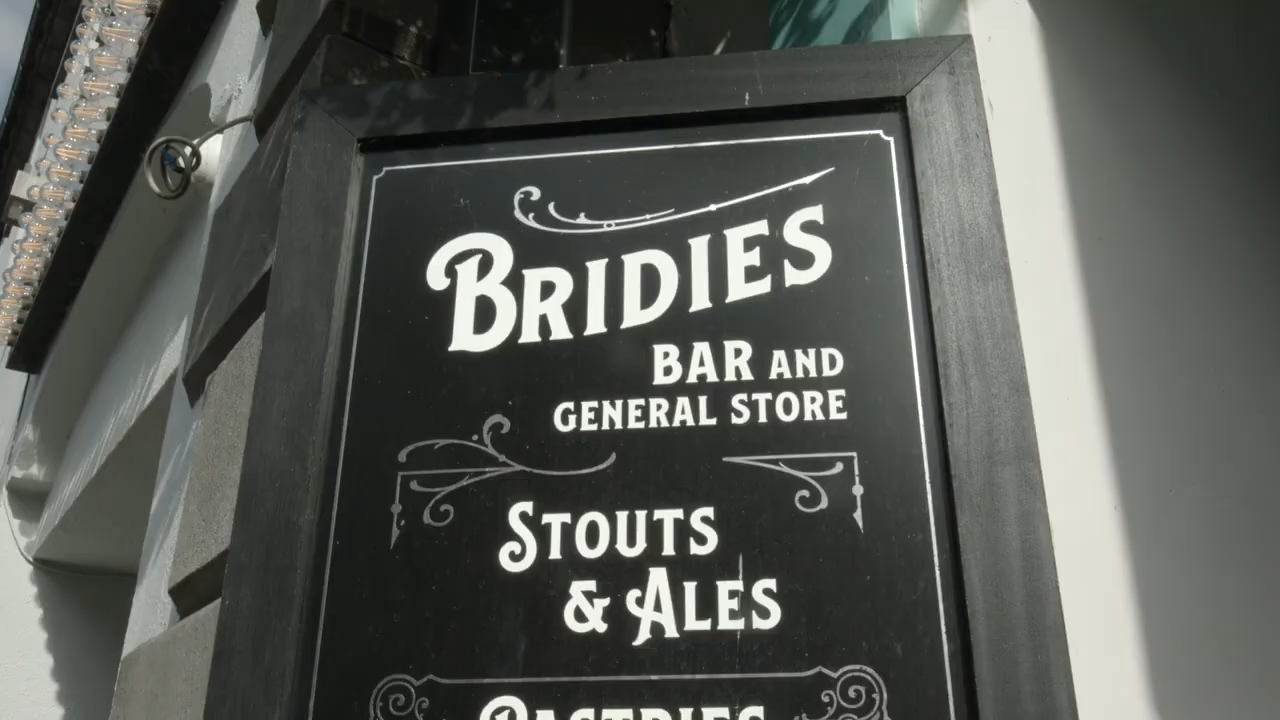 BRIDIES
BAR AND
GENERAL STORE
STOUTS
& ALES
PASTRIES